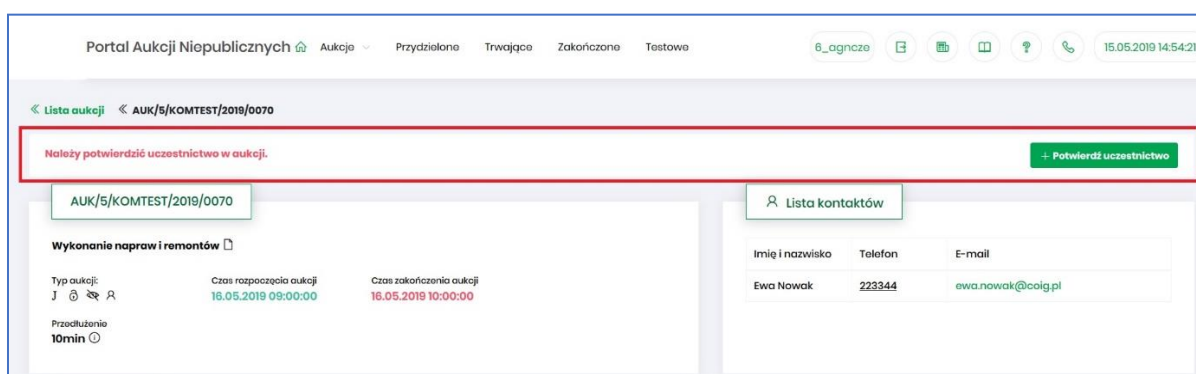 Portal Aukcji Niepublicznych Aukcje Przydzielone Trwające Zakończone Testowe 6_agncze 15.05.2019 14:54:21
« Lista aukcji « AUK/5/KOMTEST/2019/0070
Należy potwierdzić uczestnictwo w aukcji. + Potwierdź uczestnictwo
AUK/5/KOMTEST/2019/0070
Lista kontaktów
Wykonanie napraw i remontów
Imię i nazwisko Telefon E-mail
Typ aukcji: Czas rozpoczęcia aukcji Czas zakończenia aukcji
Ewa Nowak 223344 ewa.nowak@coig.pl
J 16.05.2019 09:00:00 16.05.2019 10:00:00
Przedłużenie
10min